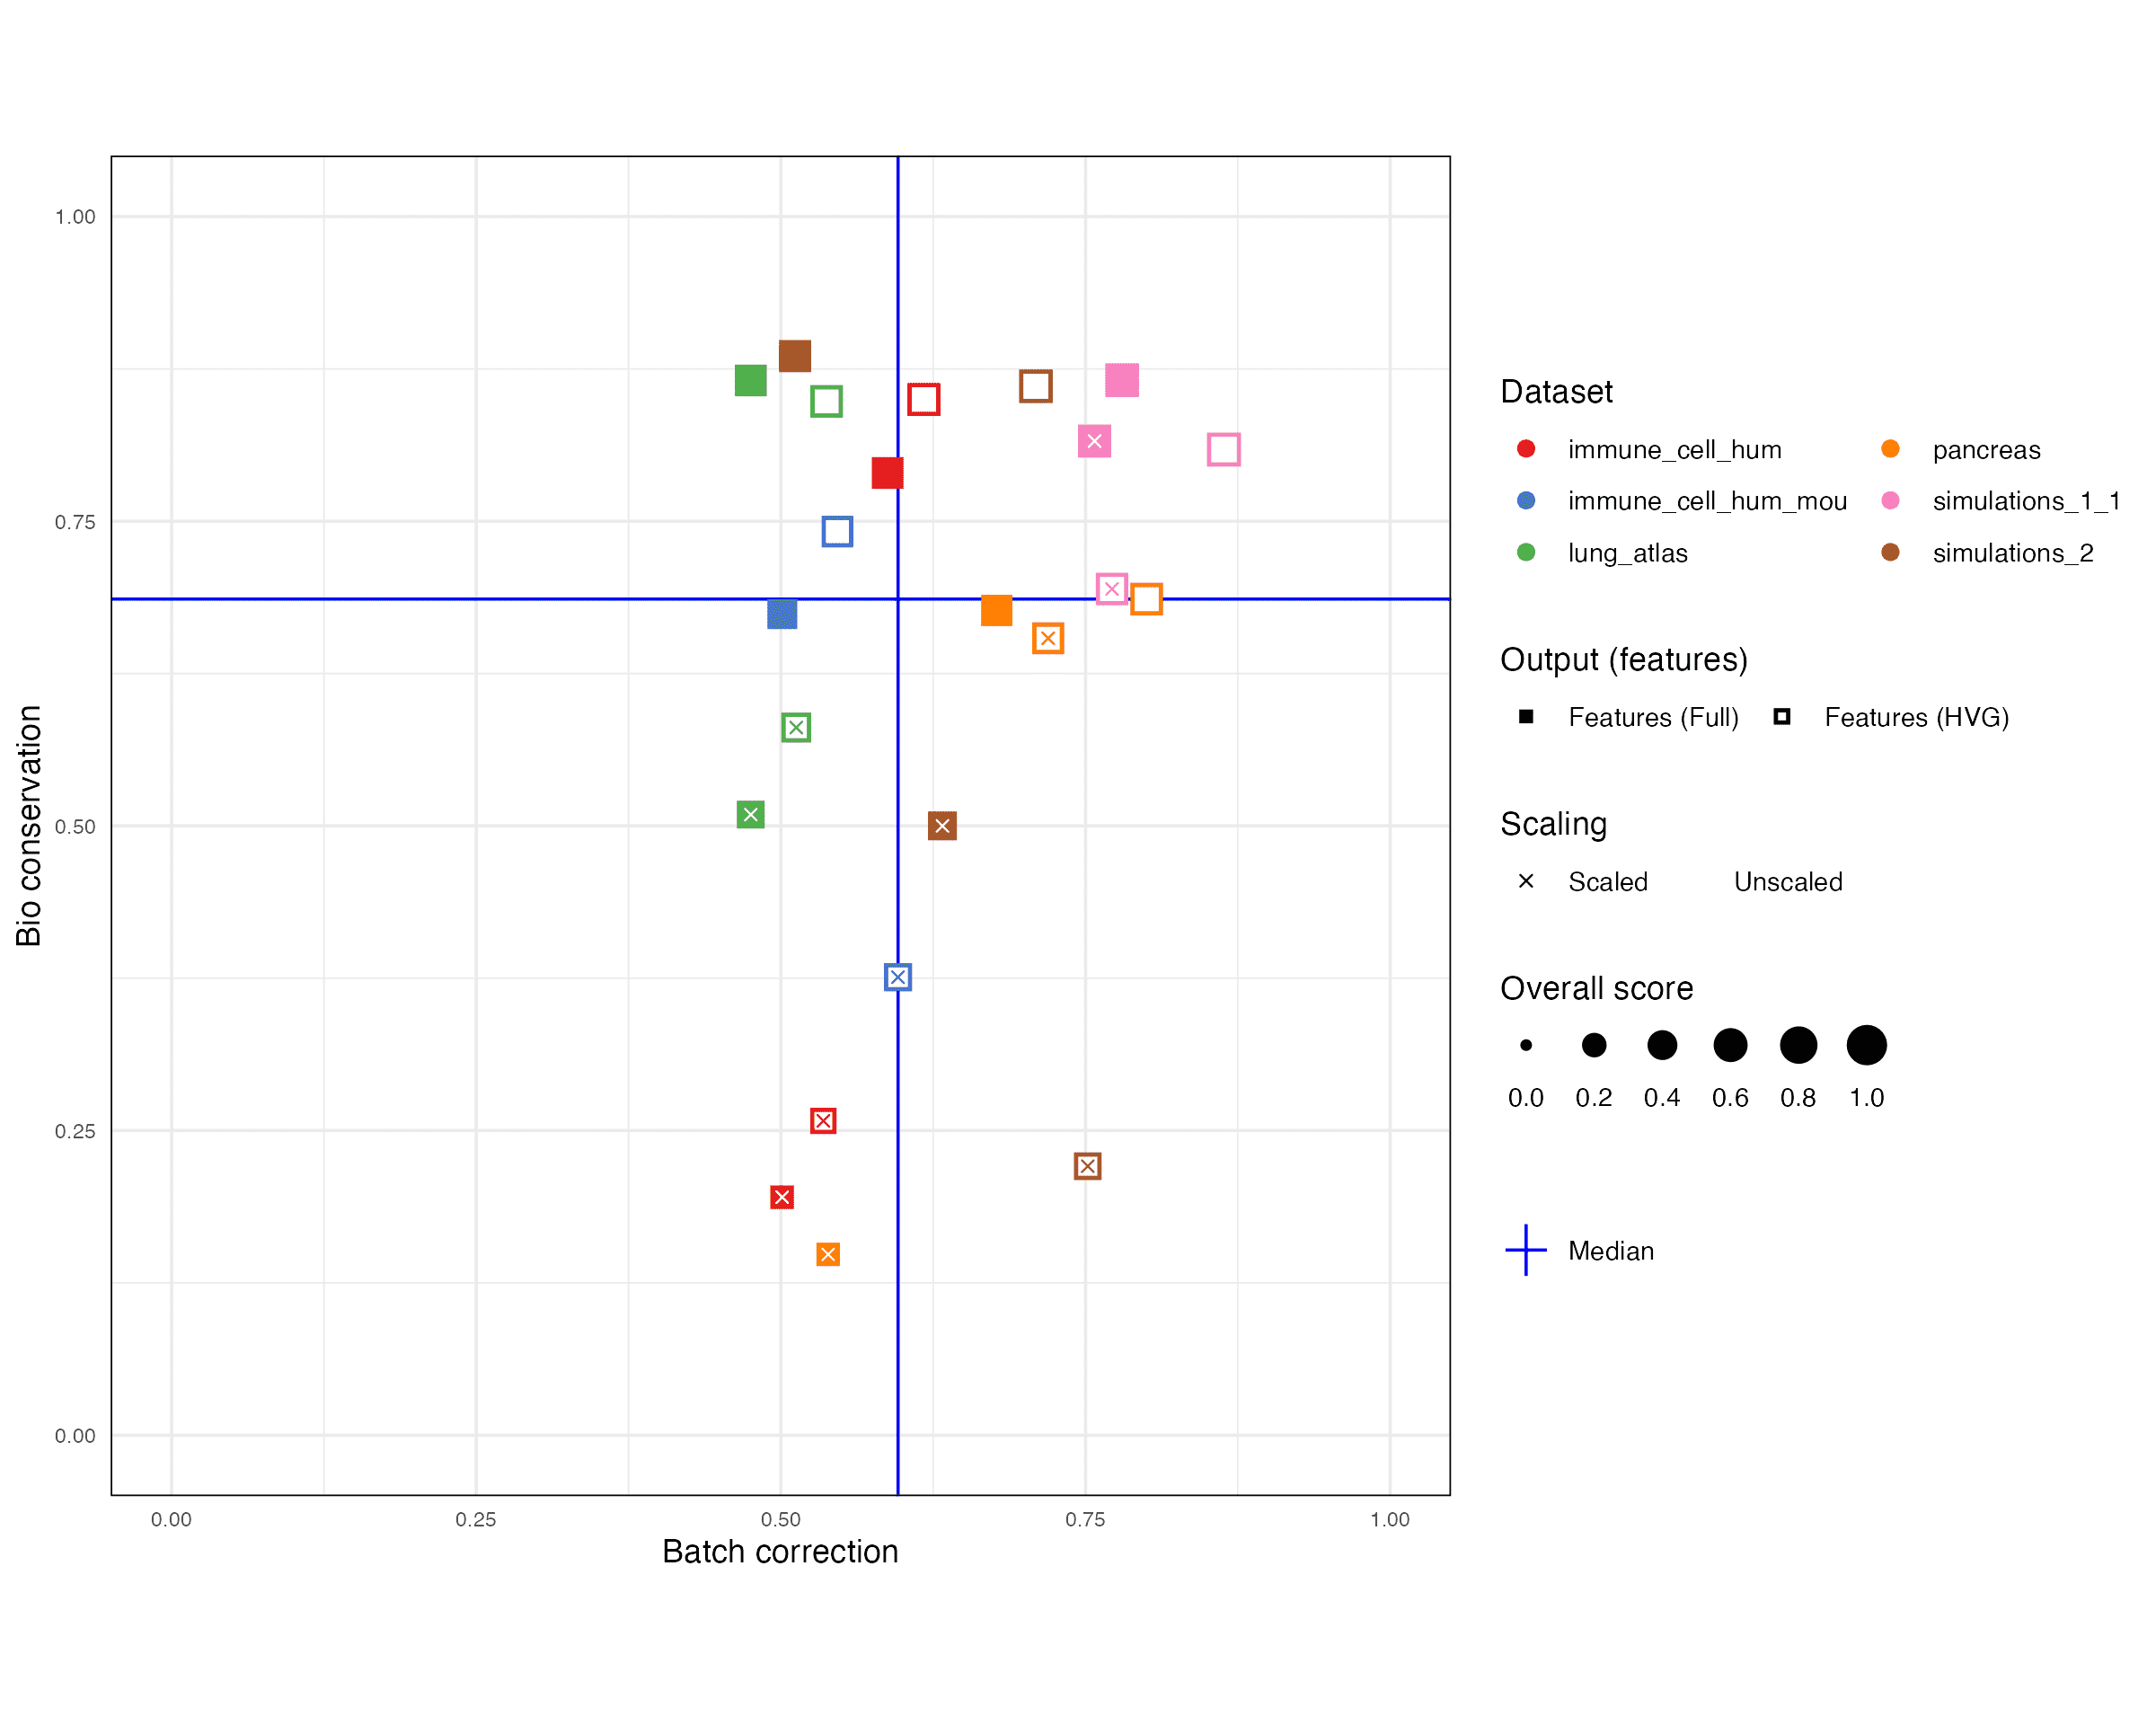 1.00
0.75
0.50
0.25
0.00
Bio conservation
0.00 0.25 0.50 0.75 1.00
Batch correction
Dataset
immune_cell_hum pancreas
immune_cell_hum_mou simulations_1_1
lung_atlas simulations_2
Output (features)
Features (Full) Features (HVG)
Scaling
Scaled Unscaled
Overall score
0.0 0.2 0.4 0.6 0.8 1.0
Median